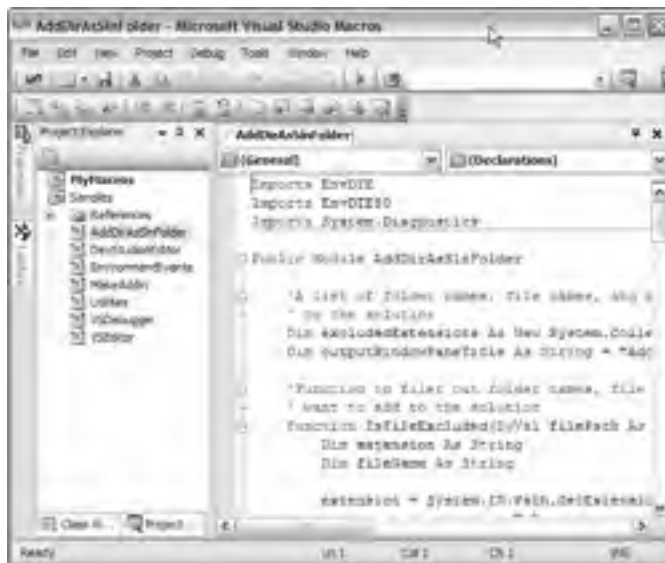 AddDirAsSlnFolder - Microsoft Visual Studio Macros
File Edit View Project Debug Tools Window Help
Project Explorer
MyMacros
Samples
References
AddDirAsSlnFolder
DevStudioEditor
EnvironmentEvents
MakeAddin
Utilities
VSDebugger
VSEditor
Class Vi...
Project ...
AddDirAsSlnFolder
(General)
(Declarations)
Imports EnvDTE
Imports EnvDTE80
Imports System.Diagnostics
Public Module AddDirAsSlnFolder
'A list of folder names, file names, and e
' to the solution
Dim excludedExtensions As New System.Colle
Dim outputWindowPaneTitle As String = "Add
'Function to filer out folder names, file
' want to add to the solution
Function IsFileExcluded(ByVal filePath As
Dim extension As String
Dim fileName As String
extension = System.IO.Path.GetExtensio
Ready
Ln 1
Col 1
Ch 1
INS